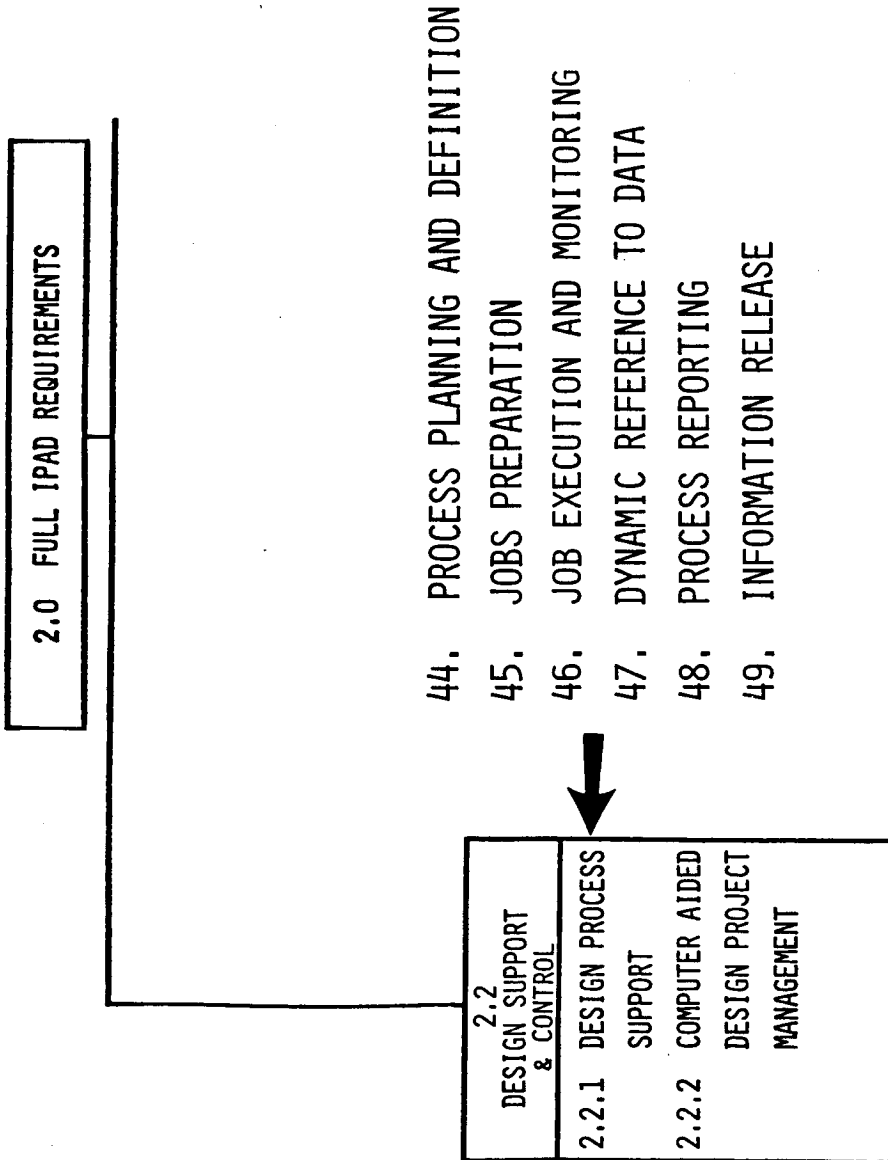 2.0 FULL IPAD REQUIREMENTS
2.2
DESIGN SUPPORT
& CONTROL
2.2.1 DESIGN PROCESS
SUPPORT
2.2.2 COMPUTER AIDED
DESIGN PROJECT
MANAGEMENT
44. PROCESS PLANNING AND DEFINITION
45. JOBS PREPARATION
46. JOB EXECUTION AND MONITORING
47. DYNAMIC REFERENCE TO DATA
48. PROCESS REPORTING
49. INFORMATION RELEASE